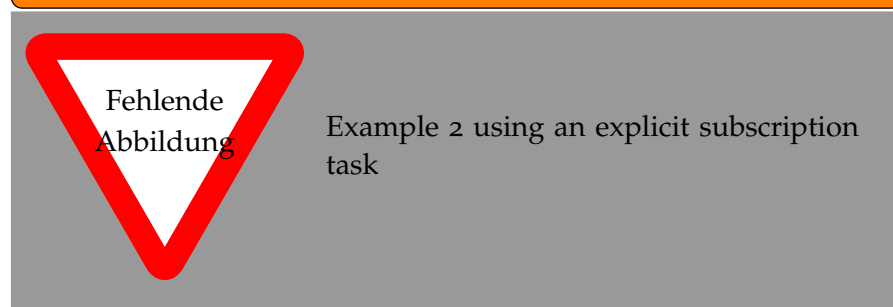 Fehlende
Abbildung
Example 2 using an explicit subscription
task